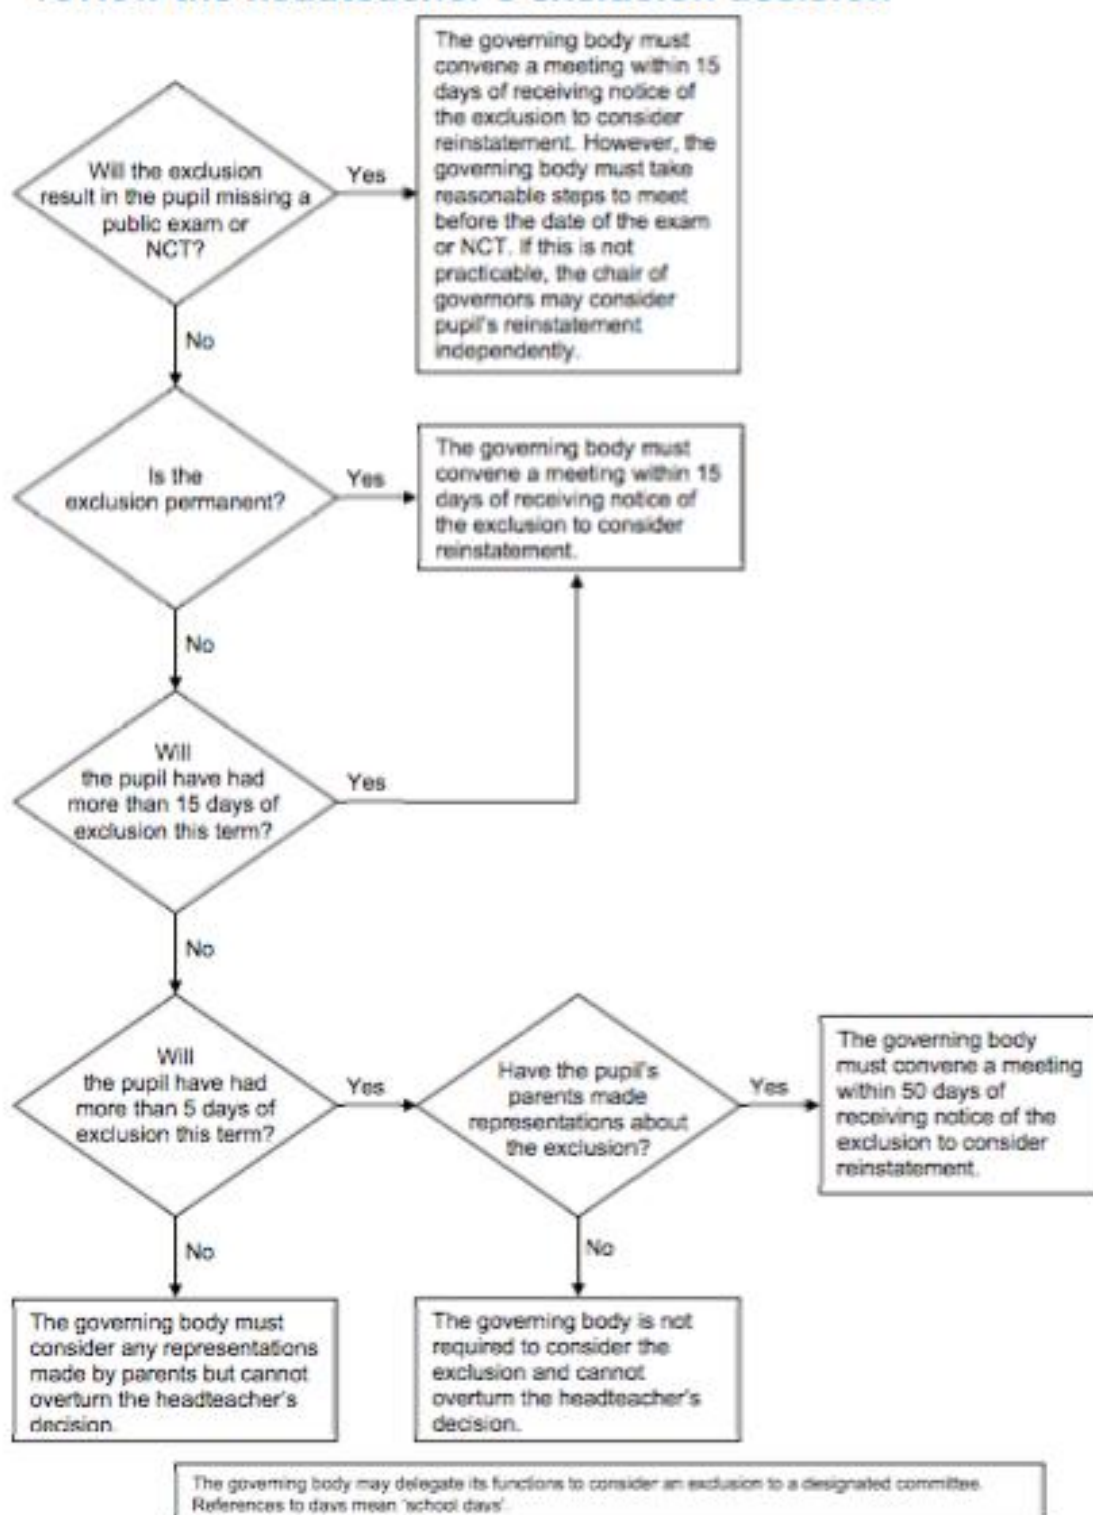 The governing body must
convene a meeting within 15
days of receiving notice of
the exclusion to consider
reinstatement. However, the
governing body must take
reasonable steps to meet
before the date of the exam
or NCT. If this is not
practicable, the chair of
governors may consider
pupil's reinstatement
independently.
Will the exclusion
result in the pupil missing a
public exam or
NCT?
Yes
No
Is the
exclusion permanent?
Yes
The governing body must
convene a meeting within 15
days of receiving notice of
the exclusion to consider
reinstatement.
No
Will
the pupil have had
more than 15 days of
exclusion this term?
Yes
No
Will
the pupil have had
more than 5 days of
exclusion this term?
Yes
Have the pupil's
parents made
representations about
the exclusion?
Yes
The governing body
must convene a meeting
within 50 days of
receiving notice of the
exclusion to consider
reinstatement.
No
No
The governing body must
consider any representations
made by parents but cannot
overturn the headteacher's
decision.
The governing body is not
required to consider the
exclusion and cannot
overturn the headteacher's
decision.
The governing body may delegate its functions to consider an exclusion to a designated committee.
References to days mean 'school days'.